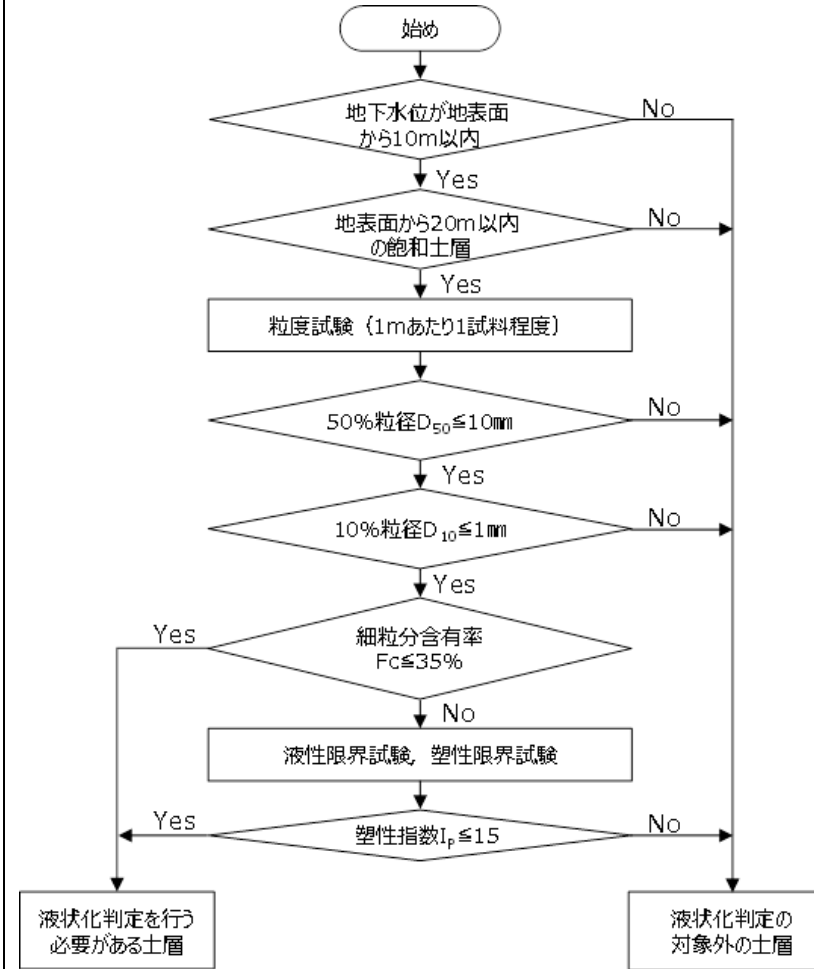 始め
地下水位が地表面
から10m以内
No
Yes
地表面から20m以内
の飽和土層
No
Yes
粒度試験（1mあたり1試料程度）
50%粒径D₅₀≦10㎜
No
Yes
10%粒径D₁₀≦1㎜
No
Yes
細粒分含有率
Fc≦35%
Yes
No
液性限界試験，塑性限界試験
Yes
塑性指数Iₚ≦15
No
液状化判定を行う
必要がある土層
液状化判定の
対象外の土層